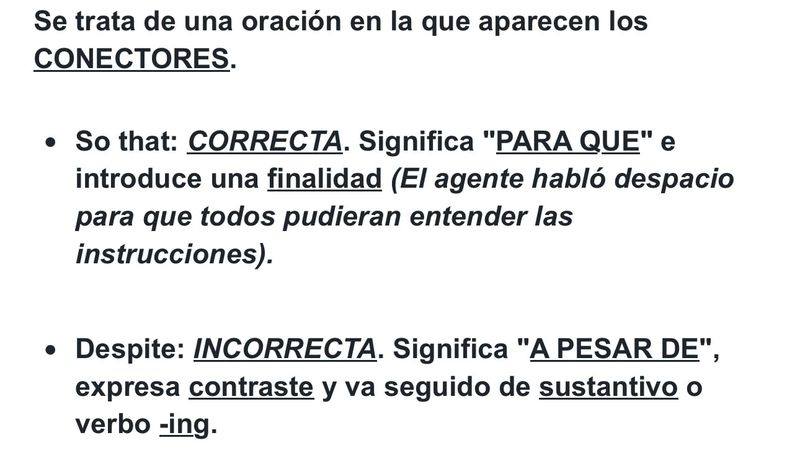 Se trata de una oración en la que aparecen los
CONECTORES.
• So that: CORRECTA. Significa "PARA QUE" e
introduce una finalidad (El agente habló despacio
para que todos pudieran entender las
instrucciones).
• Despite: INCORRECTA. Significa "A PESAR DE",
expresa contraste y va seguido de sustantivo o
verbo -ing.